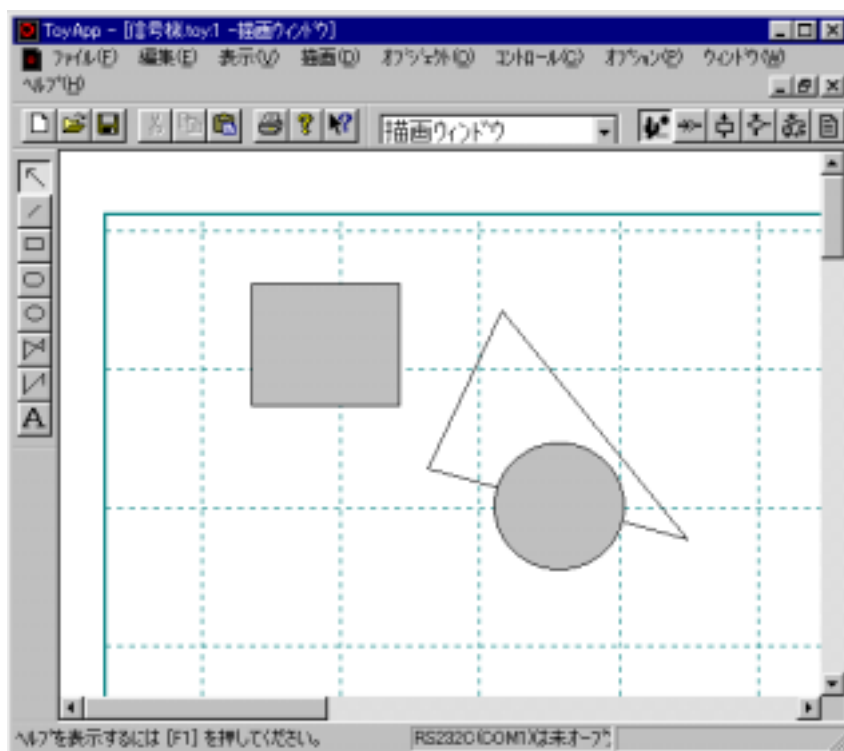 ToyApp - [信号機.toy:1 -描画ウィンドウ]
ファイル(F) 編集(E) 表示(V) 描画(D) オブジェクト(O) コントロール(C) オプション(P) ウィンドウ(W)
ヘルプ(H)
描画ウィンドウ
A
ヘルプを表示するには [F1] を押してください。 RS232C(COM1)は未オープ